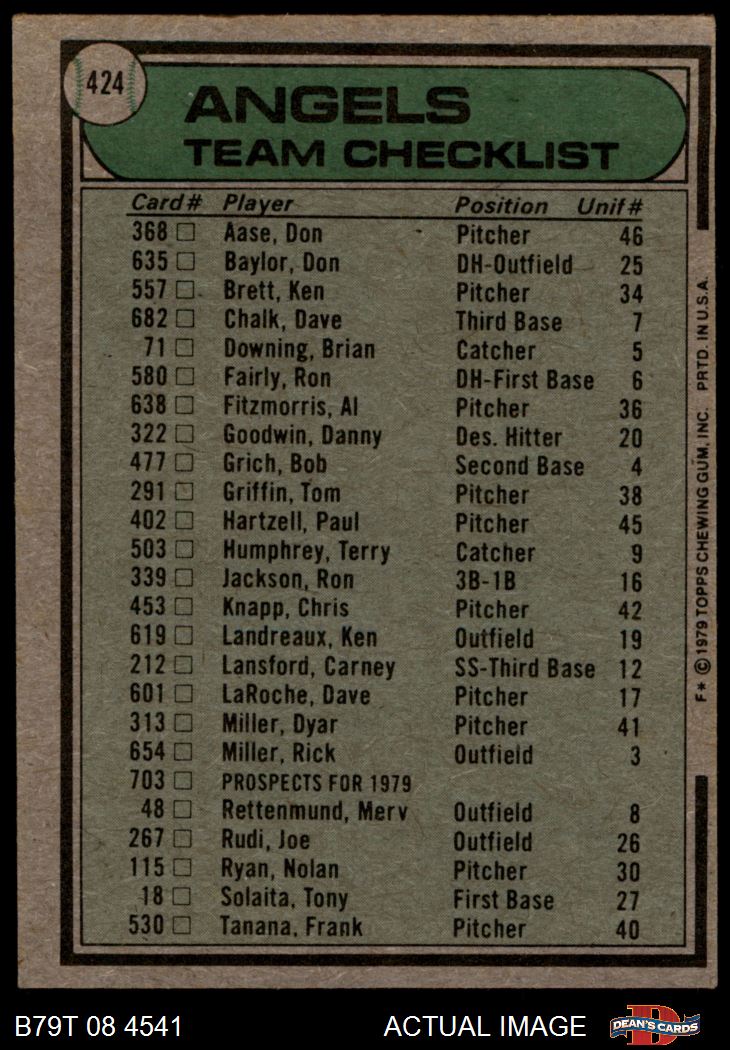 424
ANGELS
TEAM CHECKLIST
Card # Player Position Unif #
368 Aase, Don Pitcher 46
635 Baylor, Don DH-Outfield 25
557 Brett, Ken Pitcher 34
682 Chalk, Dave Third Base 7
71 Downing, Brian Catcher 5
580 Fairly, Ron DH-First Base 6
638 Fitzmorris, Al Pitcher 36
322 Goodwin, Danny Des. Hitter 20
477 Grich, Bob Second Base 4
291 Griffin, Tom Pitcher 38
402 Hartzell, Paul Pitcher 45
503 Humphrey, Terry Catcher 9
339 Jackson, Ron 3B-1B 16
453 Knapp, Chris Pitcher 42
619 Landreaux, Ken Outfield 19
212 Lansford, Carney SS-Third Base 12
601 LaRoche, Dave Pitcher 17
313 Miller, Dyar Pitcher 41
654 Miller, Rick Outfield 3
703 PROSPECTS FOR 1979
48 Rettenmund, Merv Outfield 8
267 Rudi, Joe Outfield 26
115 Ryan, Nolan Pitcher 30
18 Solaita, Tony First Base 27
530 Tanana, Frank Pitcher 40
F* © 1979 TOPPS CHEWING GUM, INC. PRTD. IN U.S.A.
B79T 08 4541 ACTUAL IMAGE
D
DEAN'S CARDS